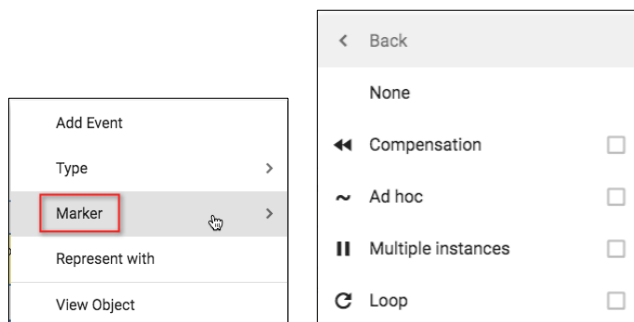 Add Event
Type
Marker
Represent with
View Object
Back
None
Compensation
Ad hoc
Multiple instances
Loop